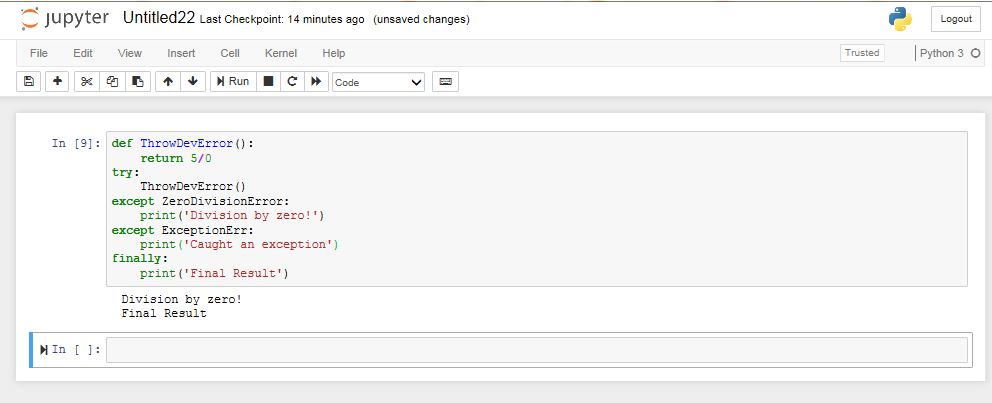 jupyter Untitled22 Last Checkpoint: 14 minutes ago (unsaved changes) Logout
File Edit View Insert Cell Kernel Help Trusted Python 3
Run Code
In [9]: def ThrowDevError():
    return 5/0
try:
    ThrowDevError()
except ZeroDivisionError:
    print('Division by zero!')
except ExceptionErr:
    print('Caught an exception')
finally:
    print('Final Result')
Division by zero!
Final Result
In [ ]: